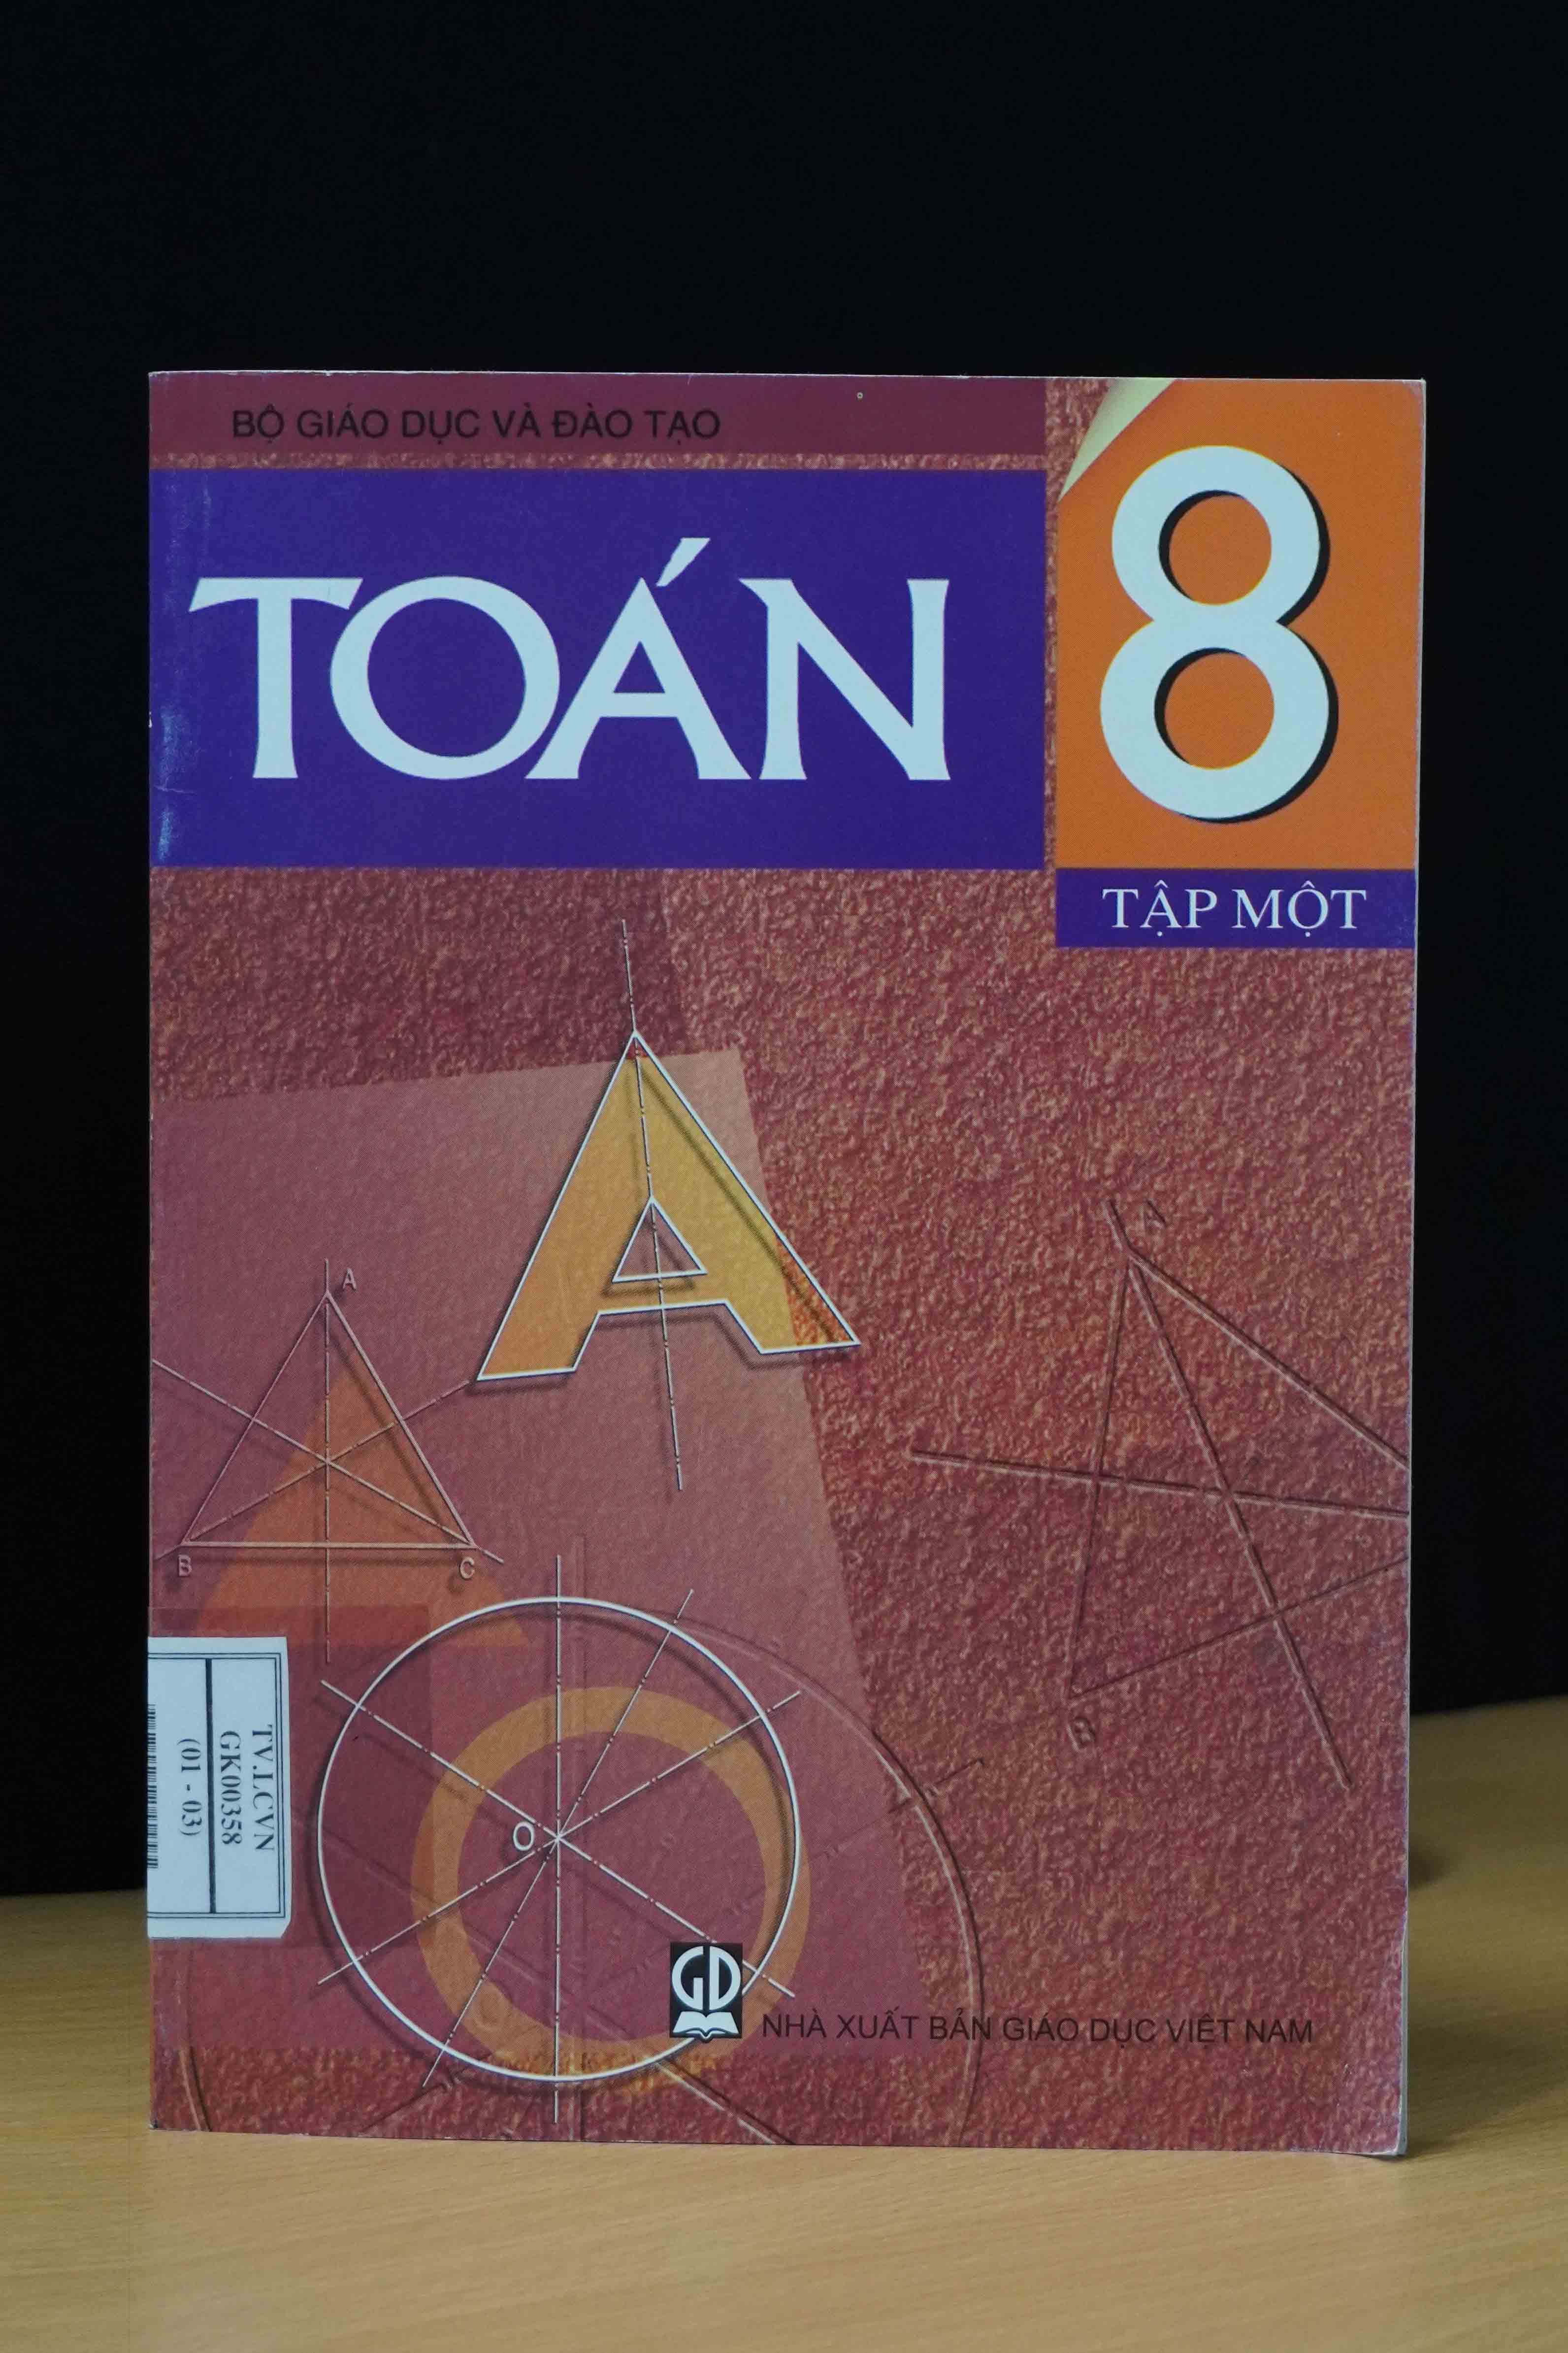 BỘ GIÁO DỤC VÀ ĐÀO TẠO
TOÁN
8
TẬP MỘT
A
A
B
C
B
O
TV.LCVN
GK00358
(01 - 03)
GD
NHÀ XUẤT BẢN GIÁO DỤC VIỆT NAM